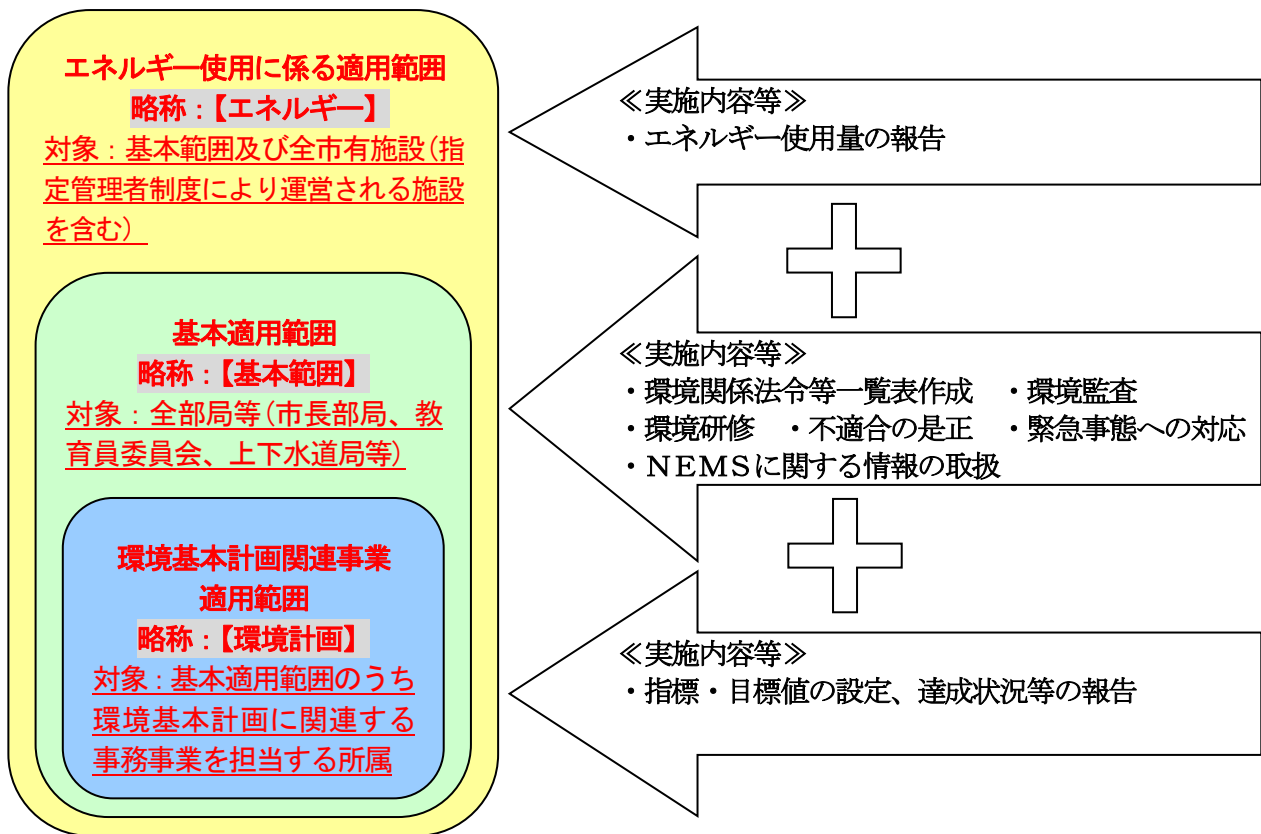 エネルギー使用に係る適用範囲
略称：【エネルギー】
対象：基本範囲及び全市有施設（指
定管理者制度により運営される施設
を含む）
≪実施内容等≫
・エネルギー使用量の報告
基本適用範囲
略称：【基本範囲】
対象：全部局等（市長部局、教
育員委員会、上下水道局等）
≪実施内容等≫
・環境関係法令等一覧表作成　・環境監査
・環境研修　・不適合の是正　・緊急事態への対応
・ＮＥＭＳに関する情報の取扱
環境基本計画関連事業
適用範囲
略称：【環境計画】
対象：基本適用範囲のうち
環境基本計画に関連する
事務事業を担当する所属
≪実施内容等≫
・指標・目標値の設定、達成状況等の報告